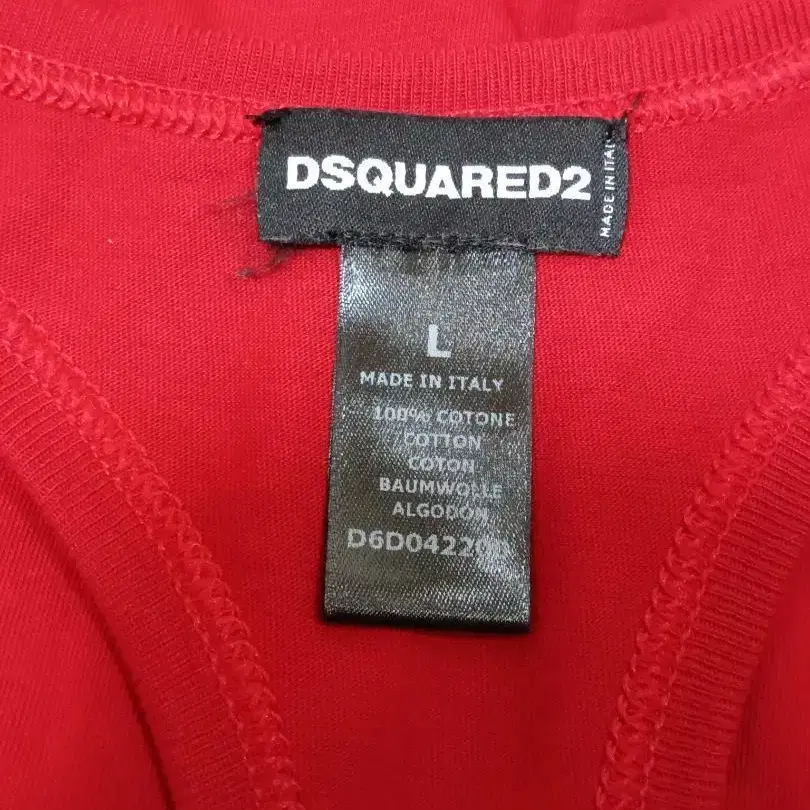 DSQUARED2
MADE IN ITALY
L
MADE IN ITALY
100% COTONE
COTTON
COTON
BAUMWOLLE
ALGODON